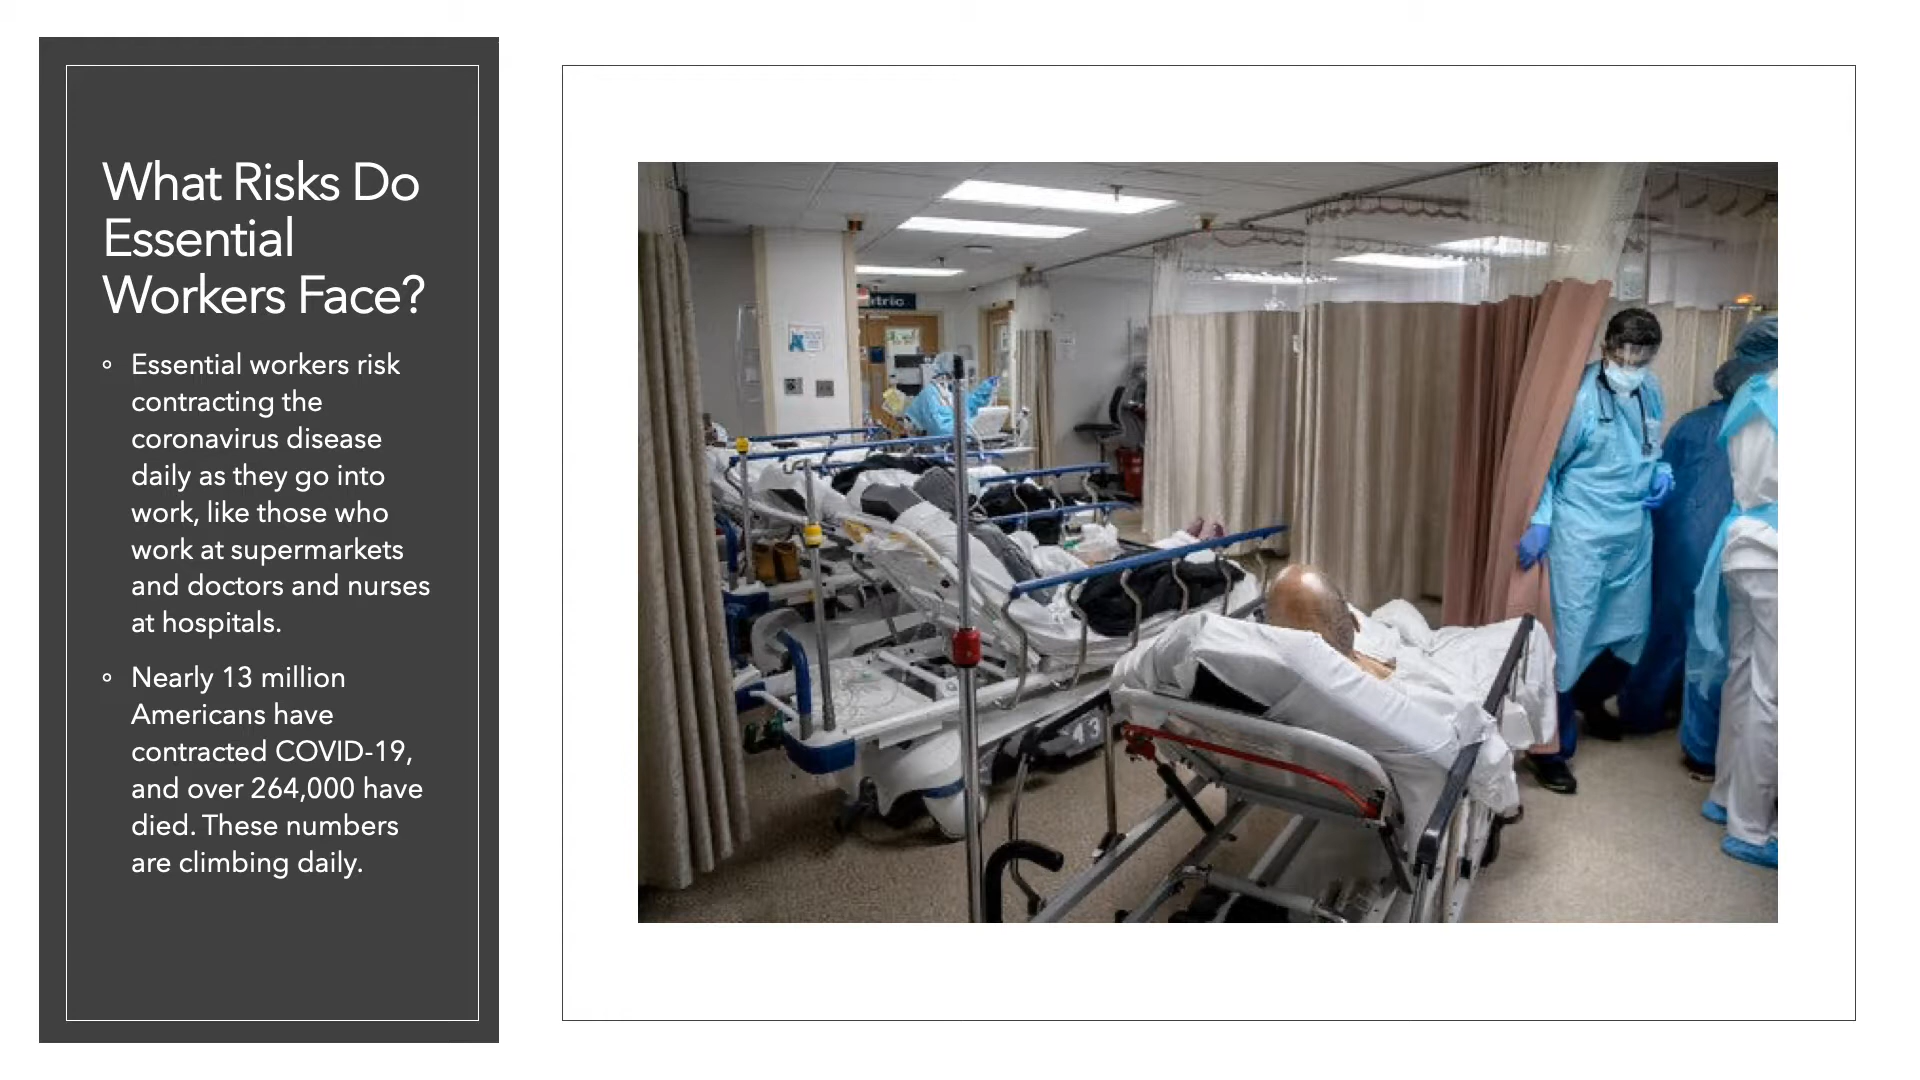 What Risks Do
Essential
Workers Face?
Essential workers risk
contracting the
coronavirus disease
daily as they go into
work, like those who
work at supermarkets
and doctors and nurses
at hospitals.
Nearly 13 million
Americans have
contracted COVID-19,
and over 264,000 have
died. These numbers
are climbing daily.
tric
13